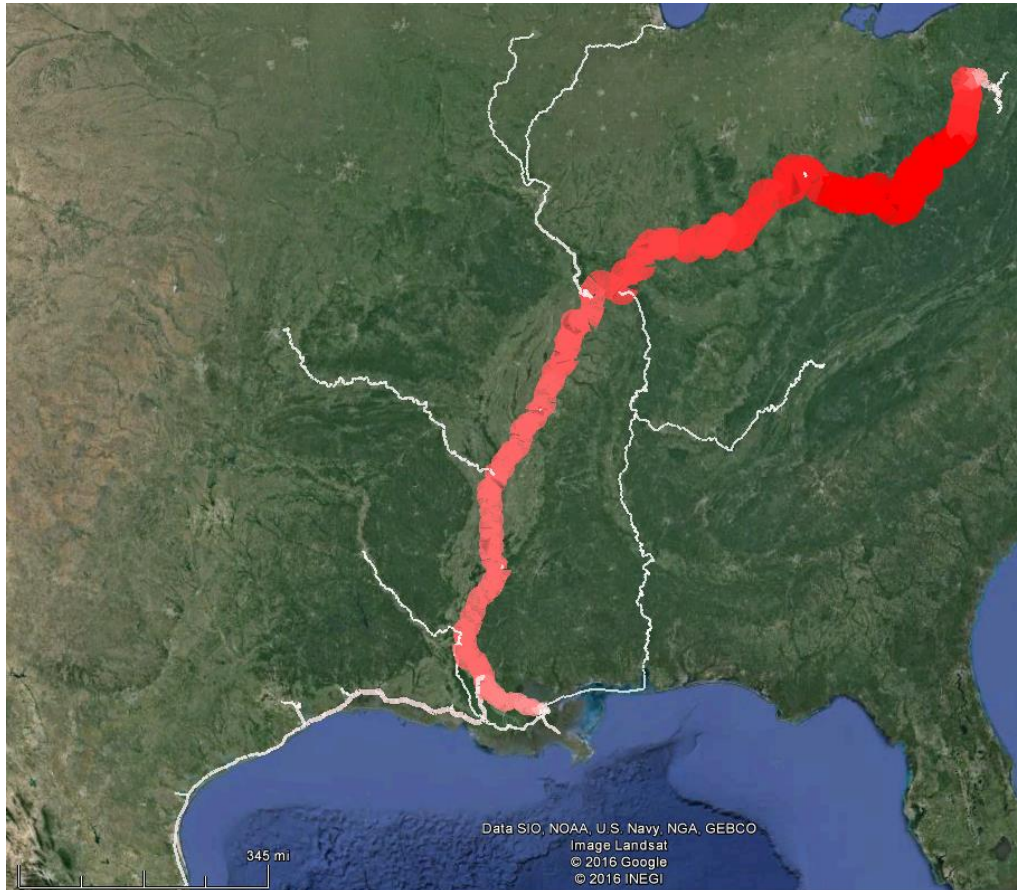 345 mi
Data SIO, NOAA, U.S. Navy, NGA, GEBCO
Image Landsat
© 2016 Google
© 2016 INEGI